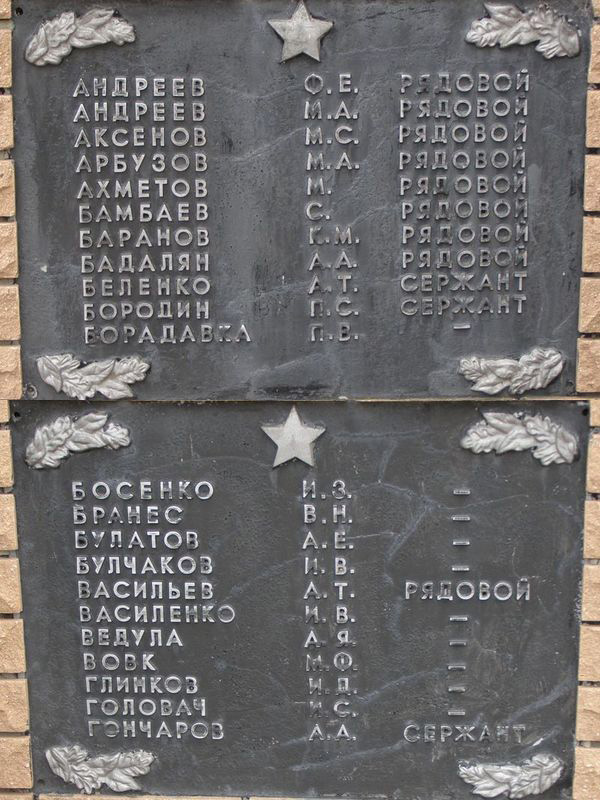 АНДРЕЕВ Ф.Е. РЯДОВОЙ
АНДРЕЕВ М.А. РЯДОВОЙ
АКСЕНОВ М.С. РЯДОВОЙ
АРБУЗОВ М.А. РЯДОВОЙ
АХМЕТОВ М. РЯДОВОЙ
БАМБАЕВ С. РЯДОВОЙ
БАРАНОВ К.М. РЯДОВОЙ
БАДАЛЯН А.А. РЯДОВОЙ
БЕЛЕНКО А.Т. СЕРЖАНТ
БОРОДИН П.С. СЕРЖАНТ
БОРАДАВКА П.В. —
БОСЕНКО И.З. —
БРАНЕС В.Н. —
БУЛАТОВ А.Е. —
БУЛЧАКОВ И.В. —
ВАСИЛЬЕВ А.Т. РЯДОВОЙ
ВАСИЛЕНКО И.В. —
ВЕДУЛА А.Я. —
ВОВК М.Ф. —
ГЛИНКОВ И.Д. —
ГОЛОВАЧ И.С. —
ГОНЧАРОВ А.А. СЕРЖАНТ